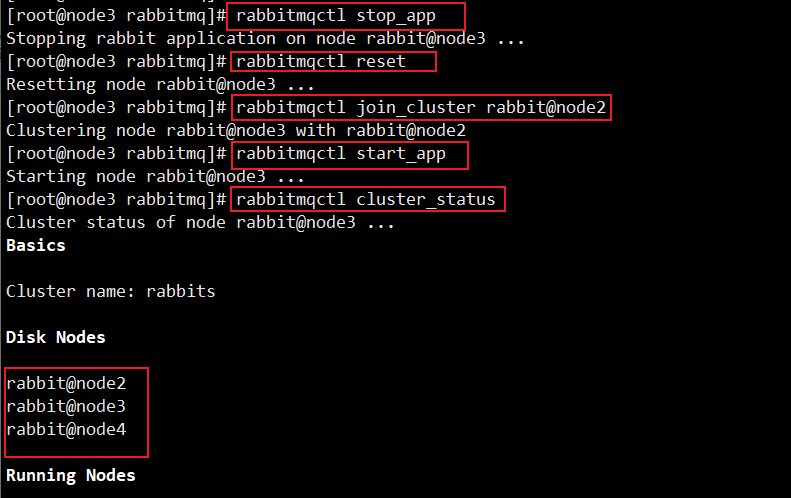 [root@node3 rabbitmq]# rabbitmqctl stop_app
Stopping rabbit application on node rabbit@node3 ...
[root@node3 rabbitmq]# rabbitmqctl reset
Resetting node rabbit@node3 ...
[root@node3 rabbitmq]# rabbitmqctl join_cluster rabbit@node2
Clustering node rabbit@node3 with rabbit@node2
[root@node3 rabbitmq]# rabbitmqctl start_app
Starting node rabbit@node3 ...
[root@node3 rabbitmq]# rabbitmqctl cluster_status
Cluster status of node rabbit@node3 ...
Basics
Cluster name: rabbits
Disk Nodes
rabbit@node2
rabbit@node3
rabbit@node4
Running Nodes